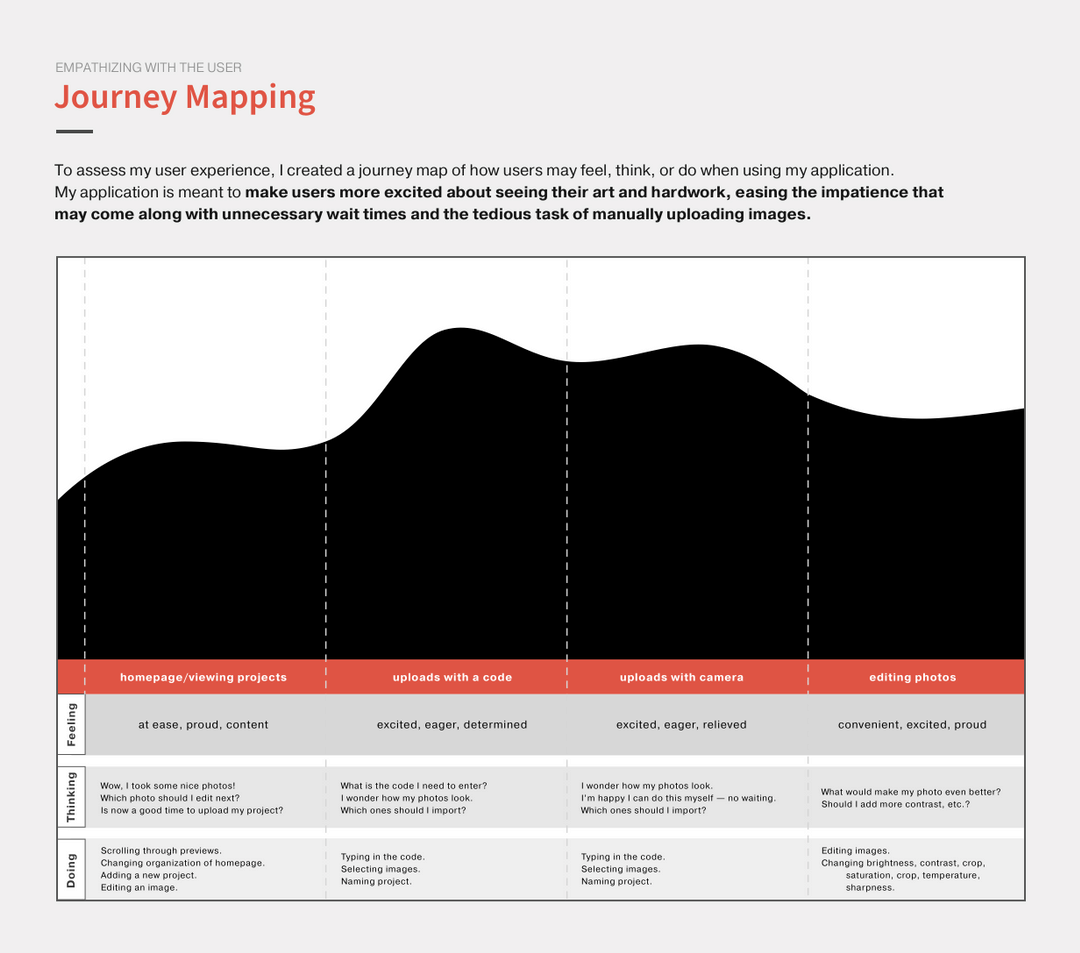 EMPATHIZING WITH THE USER
Journey Mapping
To assess my user experience, I created a journey map of how users may feel, think, or do when using my application.
My application is meant to make users more excited about seeing their art and hardwork, easing the impatience that
may come along with unnecessary wait times and the tedious task of manually uploading images.
homepage/viewing projects
uploads with a code
uploads with camera
editing photos
Feeling
at ease, proud, content
excited, eager, determined
excited, eager, relieved
convenient, excited, proud
Thinking
Wow, I took some nice photos!
Which photo should I edit next?
Is now a good time to upload my project?
What is the code I need to enter?
I wonder how my photos look.
Which ones should I import?
I wonder how my photos look.
I'm happy I can do this myself — no waiting.
Which ones should I import?
What would make my photo even better?
Should I add more contrast, etc.?
Doing
Scrolling through previews.
Changing organization of homepage.
Adding a new project.
Editing an image.
Typing in the code.
Selecting images.
Naming project.
Typing in the code.
Selecting images.
Naming project.
Editing images.
Changing brightness, contrast, crop,
saturation, crop, temperature,
sharpness.